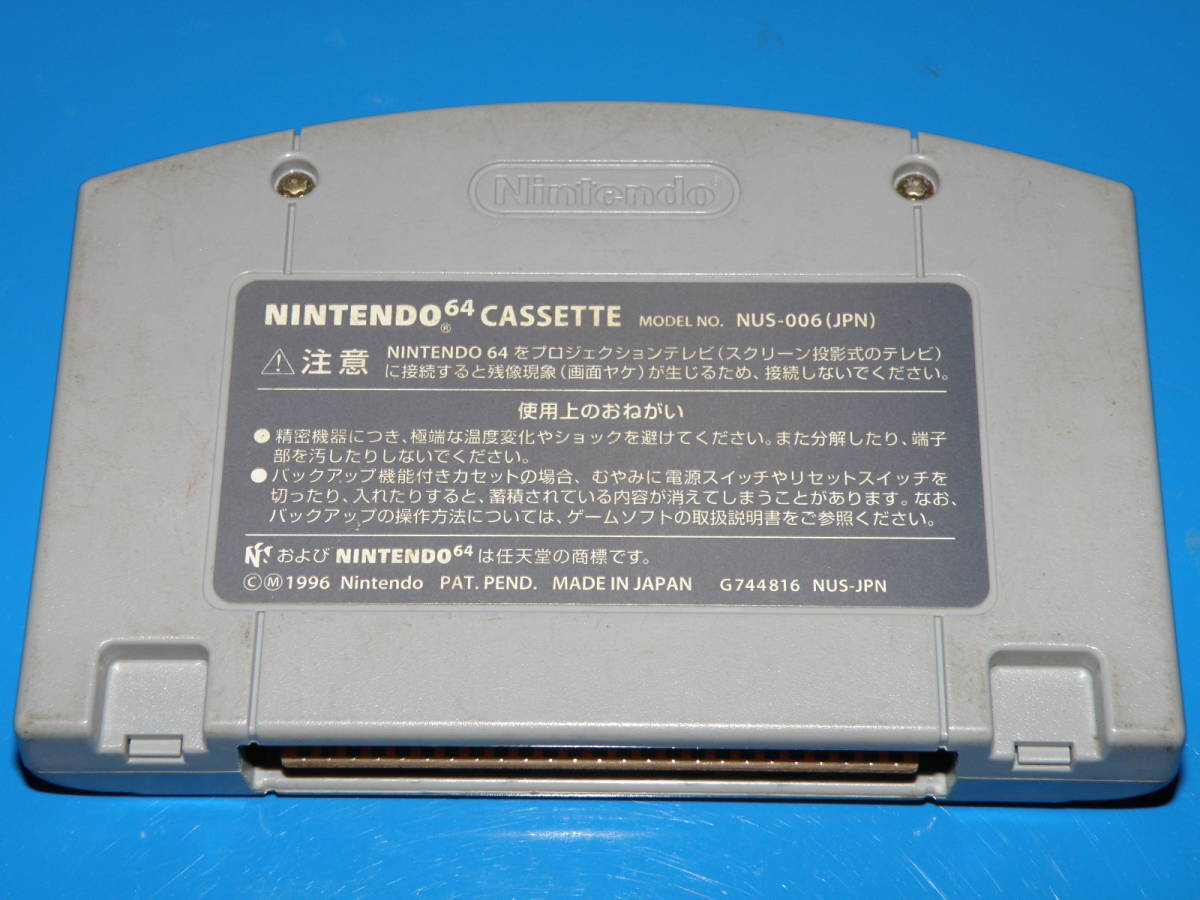 Nintendo®
NINTENDO®64 CASSETTE MODEL NO. NUS-006(JPN)
注意 NINTENDO 64をプロジェクションテレビ(スクリーン投影式のテレビ)
に接続すると残像現象(画面ヤケ)が生じるため、接続しないでください。
使用上のおねがい
●精密機器につき、極端な温度変化やショックを避けてください。また分解したり、端子
部を汚したりしないでください。
●バックアップ機能付きカセットの場合、むやみに電源スイッチやリセットスイッチを
切ったり、入れたりすると、蓄積されている内容が消えてしまうことがあります。なお、
バックアップの操作方法については、ゲームソフトの取扱説明書をご参照ください。
および NINTENDO64 は任天堂の商標です。
ⒸⓂ1996 Nintendo PAT. PEND. MADE IN JAPAN G744816 NUS-JPN